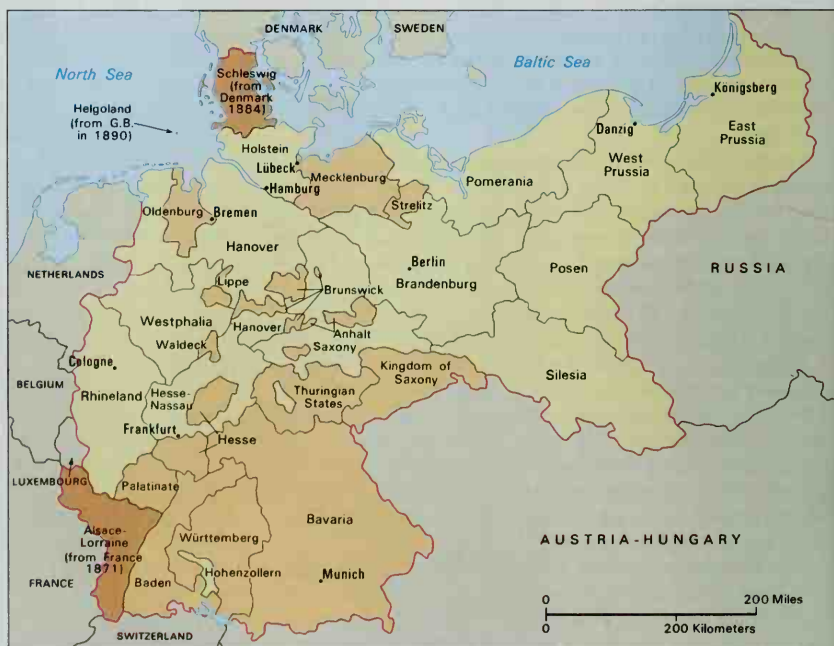 DENMARK
SWEDEN
North Sea
Baltic Sea
Schleswig
(from
Denmark
1884)
Helgoland
(from G.B.
in 1890)
Königsberg
Danzig
East
Prussia
West
Prussia
Holstein
Lübeck
Hamburg
Mecklenburg
Pomerania
Strelitz
Oldenburg
Bremen
Hanover
Berlin
Brandenburg
Posen
RUSSIA
NETHERLANDS
Lippe
Brunswick
Westphalia
Hanover
Waldeck
Anhalt
Saxony
Cologne
Kingdom of
Saxony
Silesia
BELGIUM
Rhineland
Hesse-
Nassau
Thuringian
States
Frankfurt
Hesse
LUXEMBOURG
Palatinate
Alsace-
Lorraine
(from France
1871)
Württemberg
Bavaria
AUSTRIA-HUNGARY
FRANCE
Baden
Hohenzollern
Munich
SWITZERLAND
0 200 Miles
0 200 Kilometers